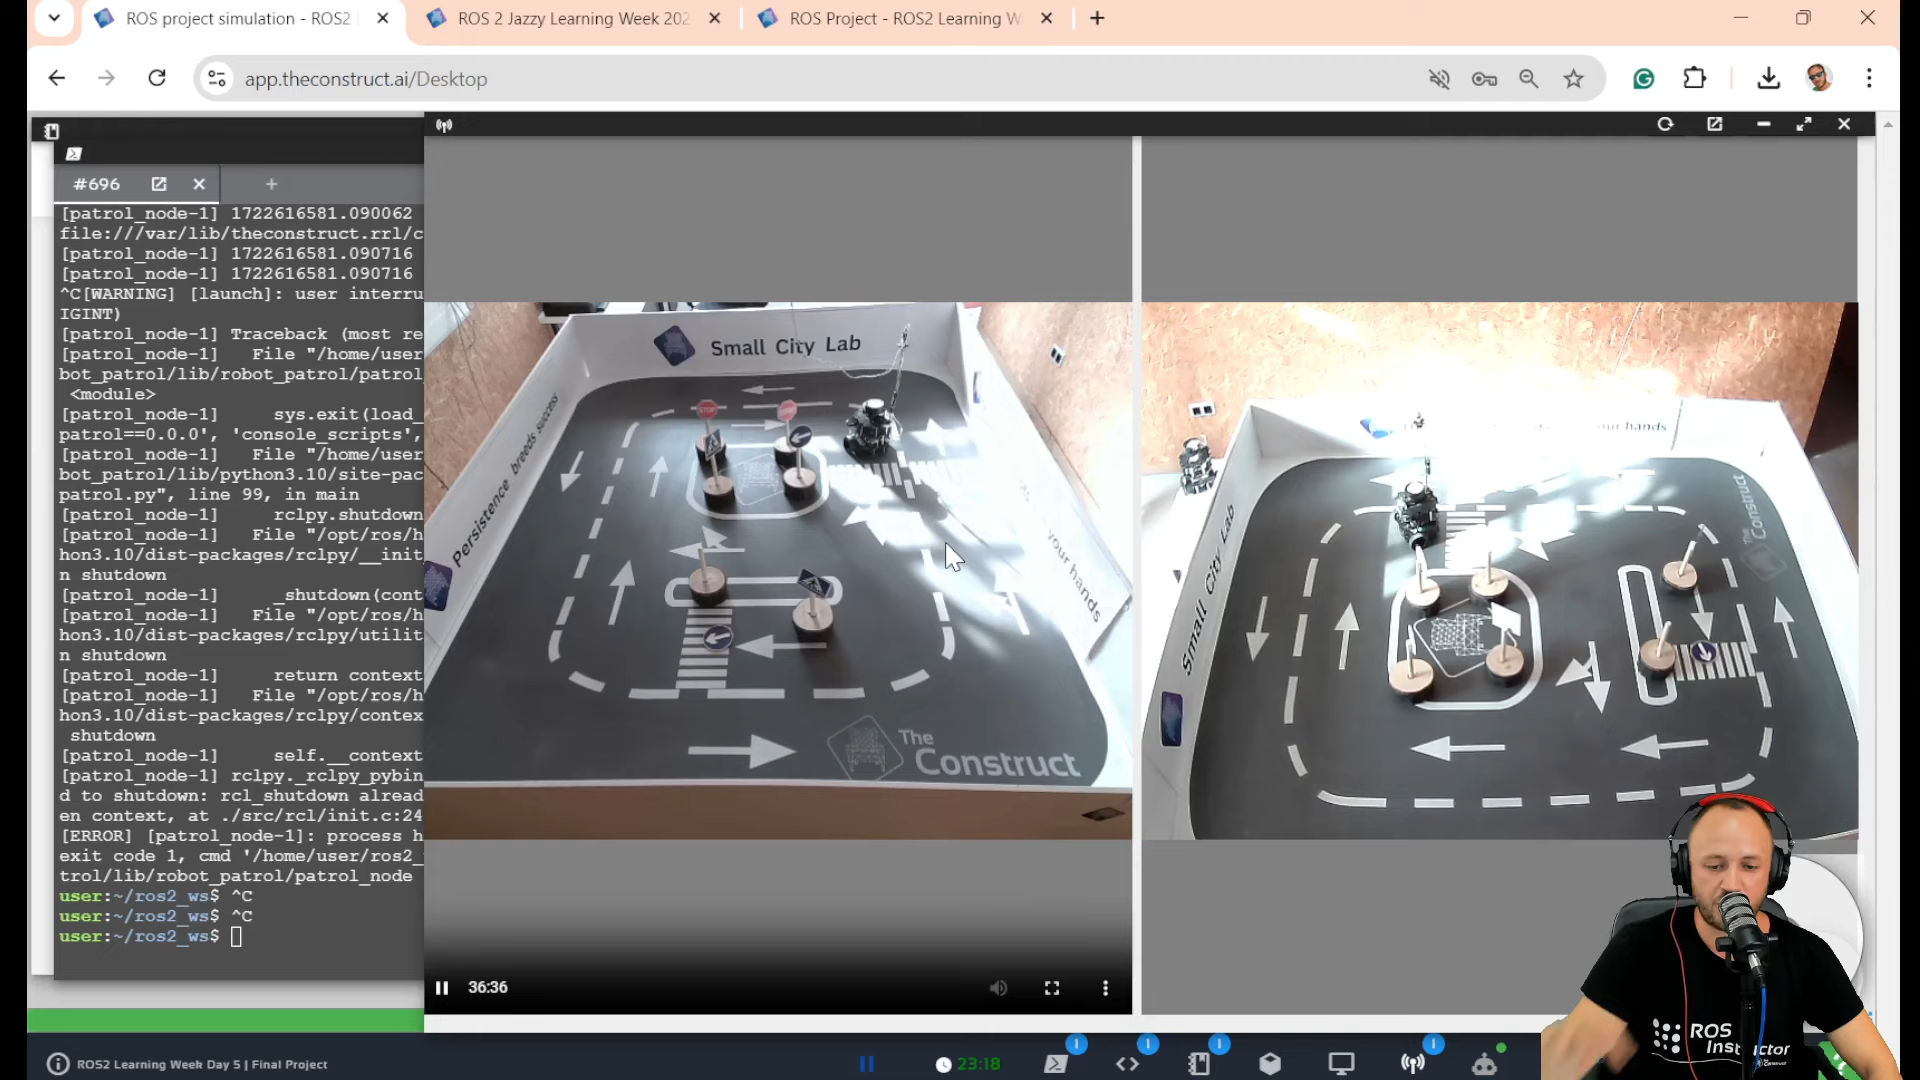 ROS project simulation - ROS2
ROS 2 Jazzy Learning Week 202
ROS Project - ROS2 Learning W
app.theconstruct.ai/Desktop
#696
[patrol_node-1] 1722616581.090062
file:///var/lib/theconstruct.rrl/c
[patrol_node-1] 1722616581.090716
[patrol_node-1] 1722616581.090716
^C[WARNING] [launch]: user interru
IGINT)
[patrol_node-1] Traceback (most re
[patrol_node-1]   File "/home/user
bot_patrol/lib/robot_patrol/patrol_
<module>
[patrol_node-1]     sys.exit(load_
patrol==0.0.0', 'console_scripts',
[patrol_node-1]   File "/home/user
bot_patrol/lib/python3.10/site-pac
patrol.py", line 99, in main
[patrol_node-1]     rclpy.shutdown
[patrol_node-1]   File "/opt/ros/h
hon3.10/dist-packages/rclpy/__init
n shutdown
[patrol_node-1]     _shutdown(cont
[patrol_node-1]   File "/opt/ros/h
hon3.10/dist-packages/rclpy/utilit
n shutdown
[patrol_node-1]     return context
[patrol_node-1]   File "/opt/ros/h
hon3.10/dist-packages/rclpy/contex
shutdown
[patrol_node-1]     self.__context
[patrol_node-1] rclpy._rclpy_pybin
d to shutdown: rcl_shutdown alread
en context, at ./src/rcl/init.c:24
[ERROR] [patrol_node-1]: process h
exit code 1, cmd '/home/user/ros2_
trol/lib/robot_patrol/patrol_node
user:~/ros2_ws$ ^C
user:~/ros2_ws$ ^C
user:~/ros2_ws$
Small City Lab
STOP
Persistence breeds success
your hands
The
Construct
36:36
your hands
Small City Lab
The
Construct
ROS
Instructor
ROS2 Learning Week Day 5 | Final Project
23:18
1
1
1
1